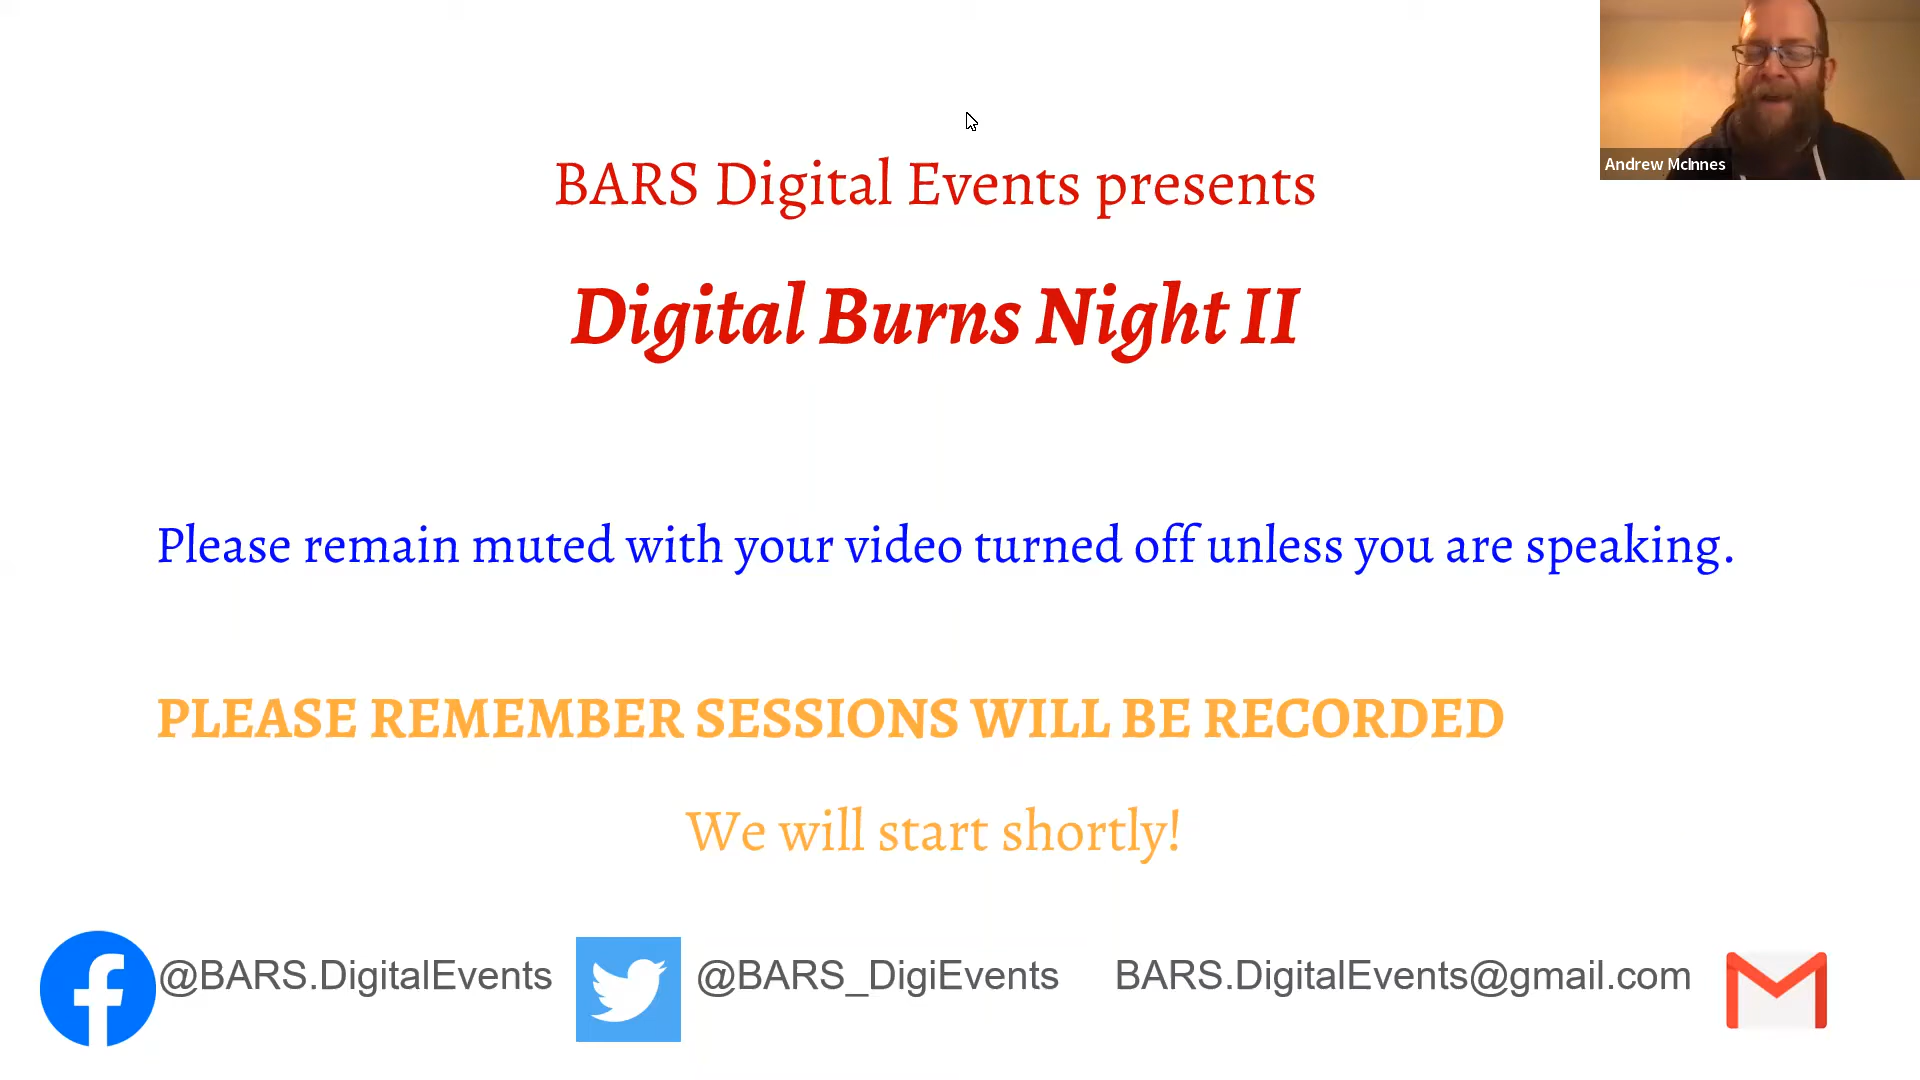 Andrew McInnes
BARS Digital Events presents
Digital Burns Night II
Please remain muted with your video turned off unless you are speaking.
PLEASE REMEMBER SESSIONS WILL BE RECORDED
We will start shortly!
@BARS.DigitalEvents
@BARS_DigiEvents
BARS.DigitalEvents@gmail.com